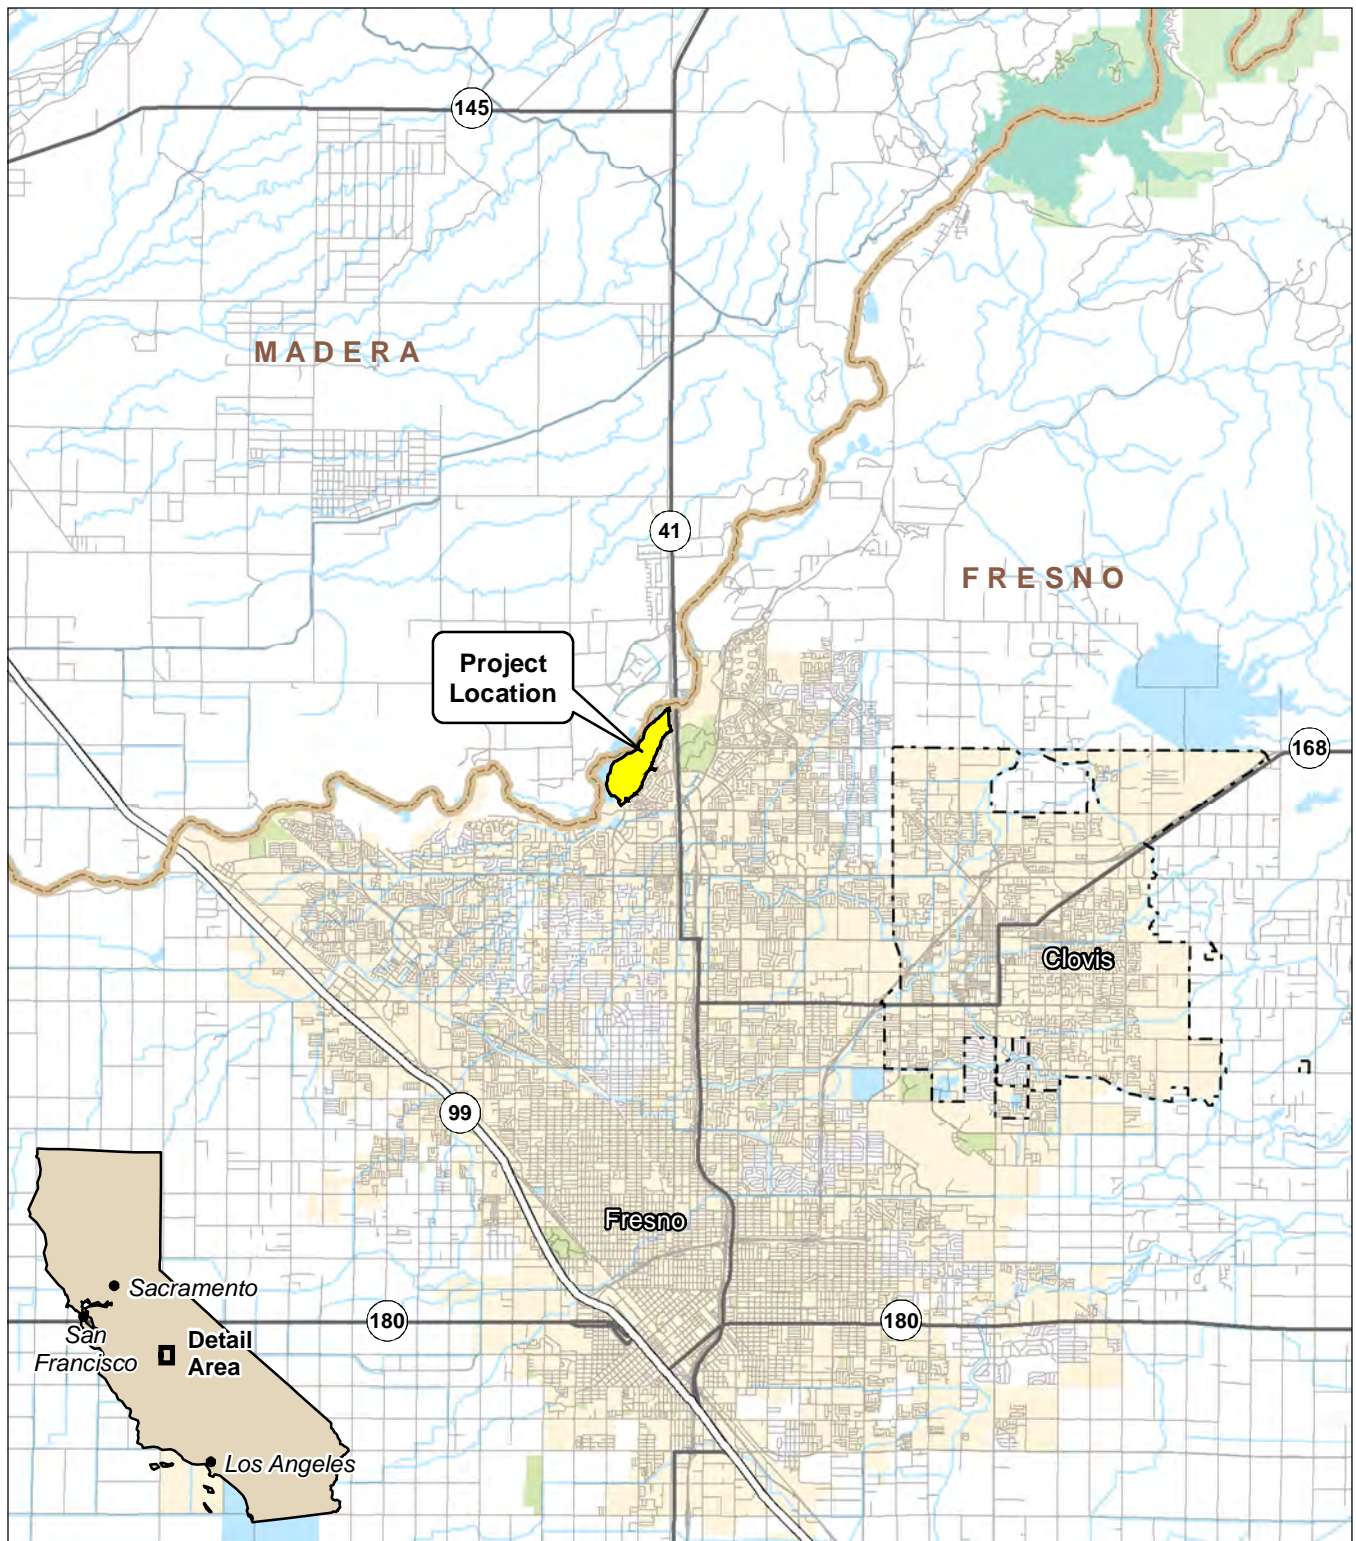 145
MADERA
41
FRESNO
Project
Location
168
Clovis
99
Fresno
Sacramento
180
180
San
Francisco
Detail
Area
Los Angeles